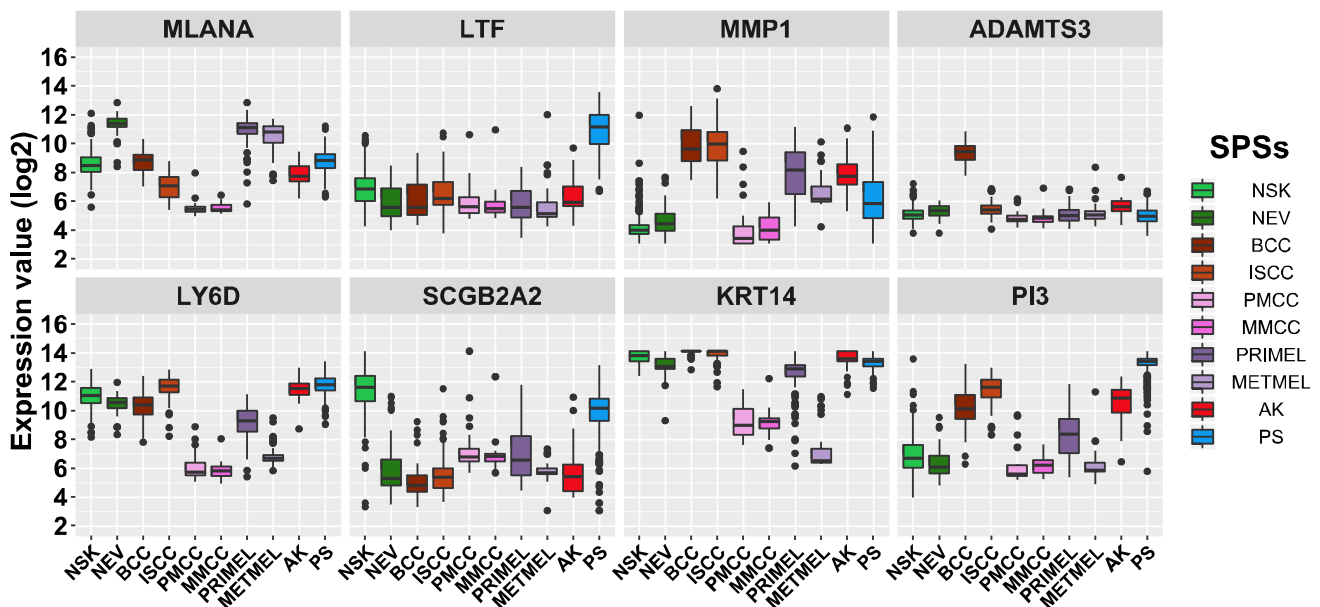 MLANA LTF MMP1 ADAMTS3
Expression value (log2)
16
14
12
10
8
6
4
2
LY6D SCGB2A2 KRT14 PI3
16
14
12
10
8
6
4
2
NSK NEV BCC ISCC PMCC MMCC PRIMEL METMEL AK PS NSK NEV BCC ISCC PMCC MMCC PRIMEL METMEL AK PS NSK NEV BCC ISCC PMCC MMCC PRIMEL METMEL AK PS NSK NEV BCC ISCC PMCC MMCC PRIMEL METMEL AK PS
SPSs
NSK
NEV
BCC
ISCC
PMCC
MMCC
PRIMEL
METMEL
AK
PS